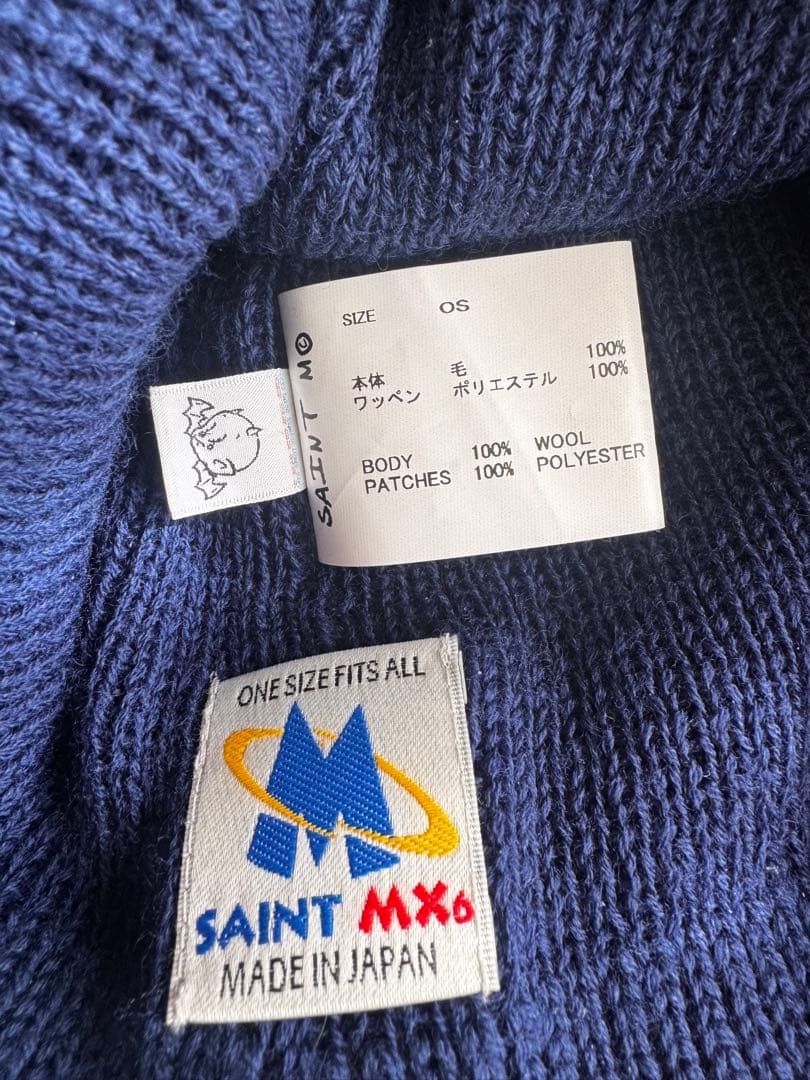 SIZE OS
本体 毛 100%
ワッペン ポリエステル 100%
BODY 100% WOOL
PATCHES 100% POLYESTER
SAINT MO
ONE SIZE FITS ALL
SAINT MX6
MADE IN JAPAN